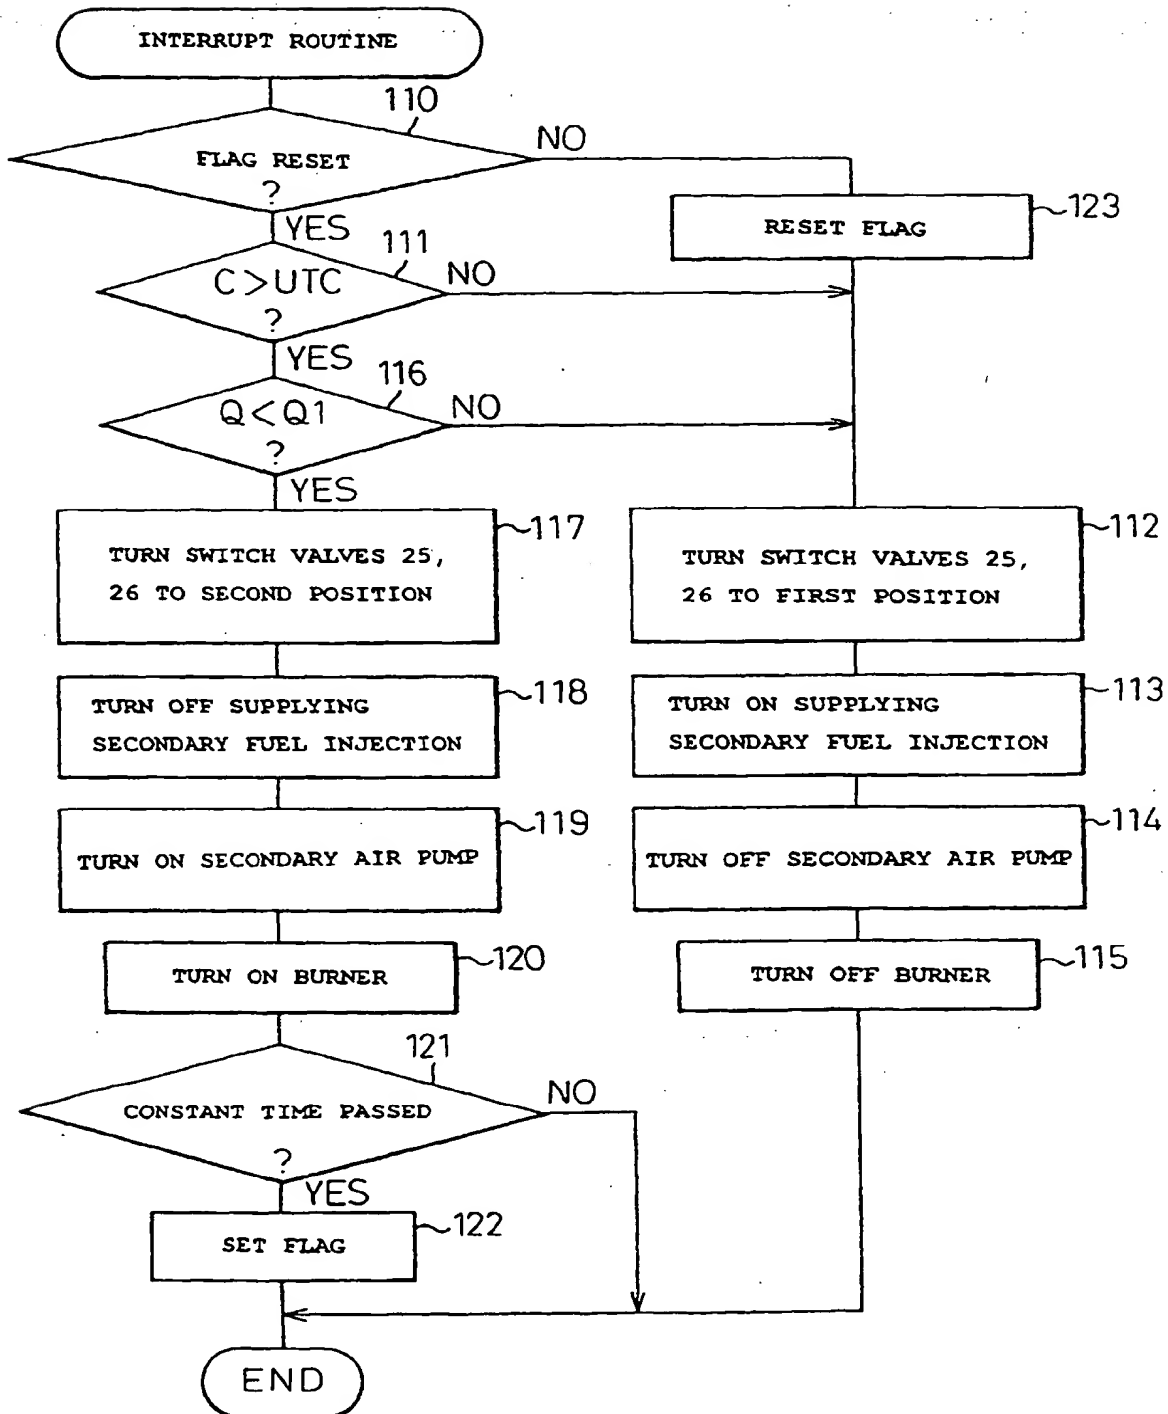 INTERRUPT ROUTINE
110
FLAG RESET
?
NO
YES
RESET FLAG
123
111
C>UTC
?
NO
YES
116
Q<Q1
?
NO
YES
TURN SWITCH VALVES 25,
26 TO SECOND POSITION
117
TURN SWITCH VALVES 25,
26 TO FIRST POSITION
112
TURN OFF SUPPLYING
SECONDARY FUEL INJECTION
118
TURN ON SUPPLYING
SECONDARY FUEL INJECTION
113
TURN ON SECONDARY AIR PUMP
119
TURN OFF SECONDARY AIR PUMP
114
TURN ON BURNER
120
TURN OFF BURNER
115
121
CONSTANT TIME PASSED
?
NO
YES
SET FLAG
122
END